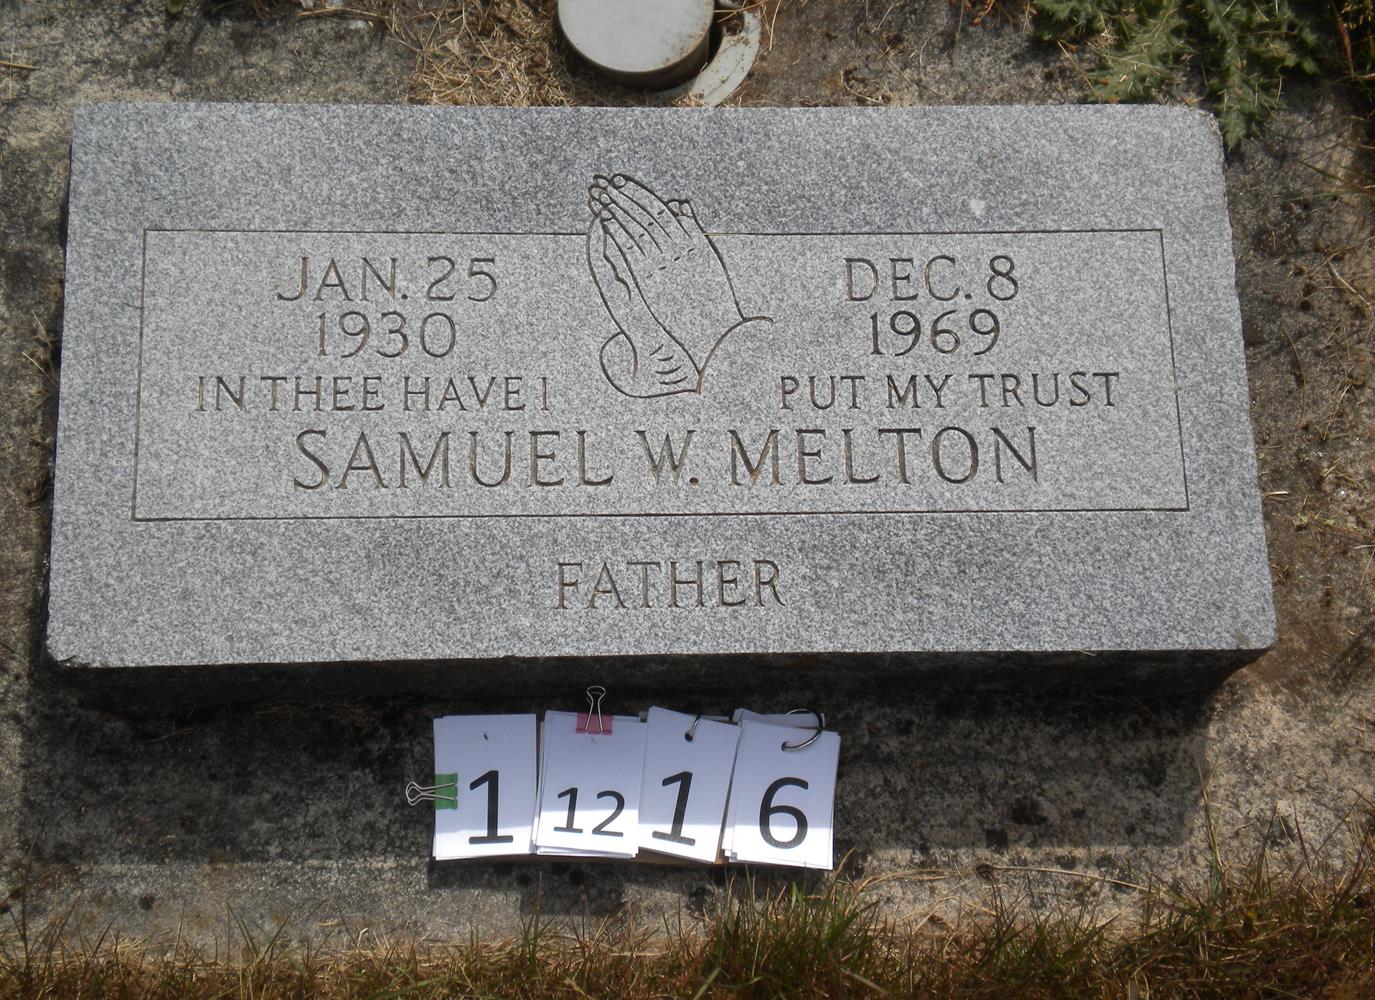 JAN. 25
1930
DEC. 8
1969
IN THEE HAVE I PUT MY TRUST
SAMUEL W. MELTON
FATHER
1 12 1 6